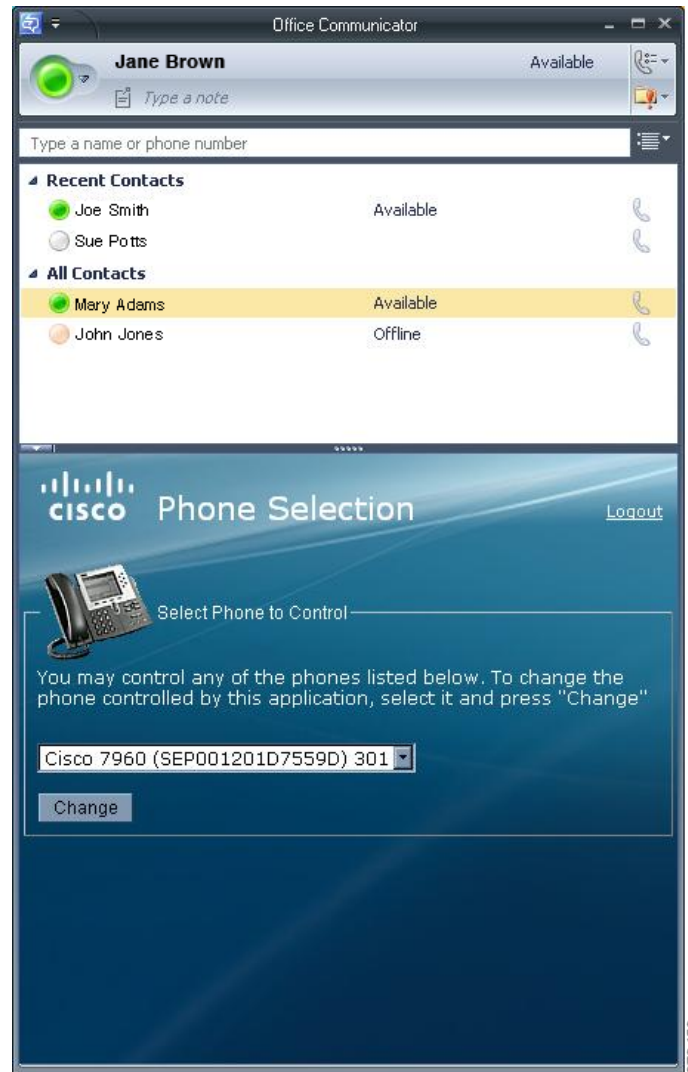 Office Communicator
Jane Brown Available
Type a note
Type a name or phone number
Recent Contacts
Joe Smith Available
Sue Potts
All Contacts
Mary Adams Available
John Jones Offline
CISCO Phone Selection Logout
Select Phone to Control
You may control any of the phones listed below. To change the
phone controlled by this application, select it and press "Change"
Cisco 7960 (SEP001201D7559D) 301
Change